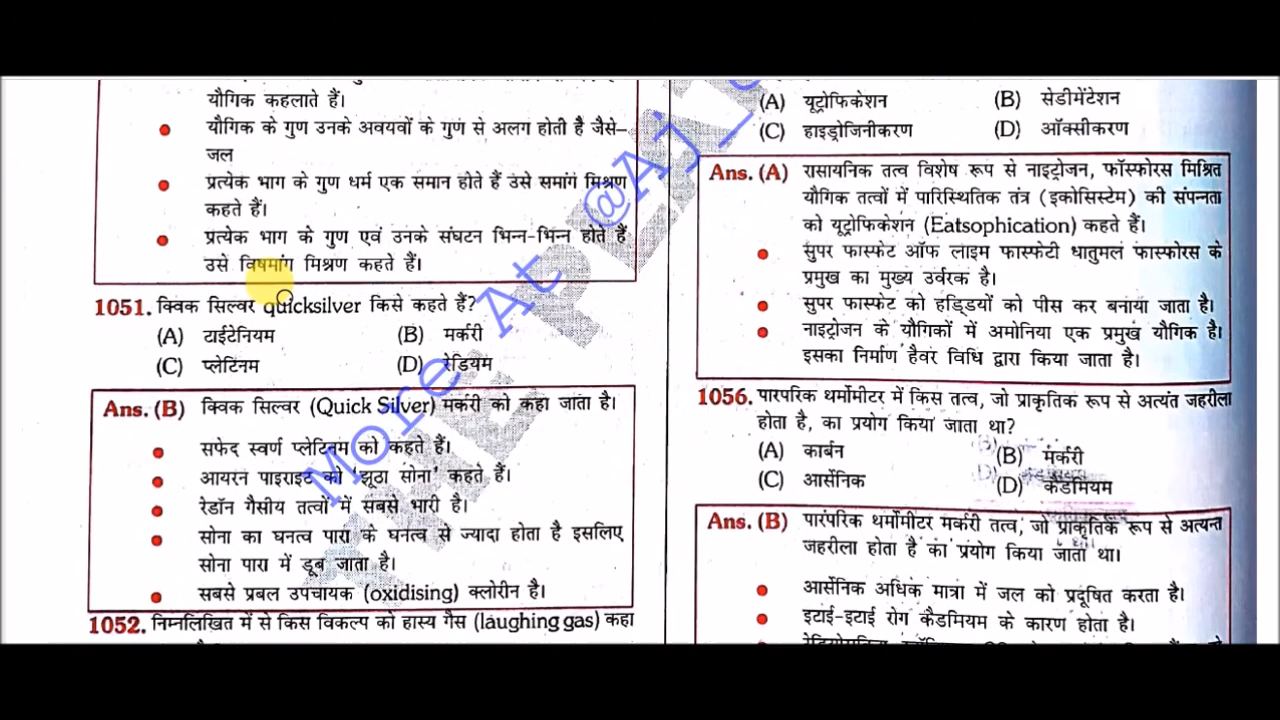 यौगिक कहलाते हैं।
● यौगिक के गुण उनके अवयवों के गुण से अलग होती है जैसे–
जल
● प्रत्येक भाग के गुण धर्म एक समान होते हैं उसे समांग मिश्रण
कहते हैं।
● प्रत्येक भाग के गुण एवं उनके संघटन भिन्न-भिन्न होते हैं
उसे विषमांग मिश्रण कहते हैं।
1051. क्विक सिल्वर quicksilver किसे कहते हैं?
(A) टाईटेनियम (B) मर्करी
(C) प्लेटिनम (D) रेडियम
Ans. (B) क्विक सिल्वर (Quick Silver) मर्करी को कहा जाता है।
● सफेद स्वर्ण प्लेटिनम को कहते हैं।
● आयरन पाइराइट को 'झूठा सोना' कहते हैं।
● रेडॉन गैसीय तत्वों में सबसे भारी है।
● सोना का घनत्व पारा के घनत्व से ज्यादा होता है इसलिए
सोना पारा में डूब जाता है।
● सबसे प्रबल उपचायक (oxidising) क्लोरीन है।
1052. निम्नलिखित में से किस विकल्प को हास्य गैस (laughing gas) कहा
(A) यूट्रोफिकेशन (B) सेडीमेंटेशन
(C) हाइड्रोजिनीकरण (D) ऑक्सीकरण
Ans. (A) रासायनिक तत्व विशेष रूप से नाइट्रोजन, फॉस्फोरस मिश्रित
यौगिक तत्वों में पारिस्थितिक तंत्र (इकोसिस्टेम) की संपन्नता
को यूट्रोफिकेशन (Eatsophication) कहते हैं।
● सुपर फास्फेट ऑफ लाइम फास्फेटी धातुमल फास्फोरस के
प्रमुख का मुख्य उर्वरक है।
● सुपर फास्फेट को हड्डियों को पीस कर बनाया जाता है।
● नाइट्रोजन के यौगिकों में अमोनिया एक प्रमुख यौगिक है।
इसका निर्माण हैवर विधि द्वारा किया जाता है।
1056. पारपरिक थर्मोमीटर में किस तत्व, जो प्राकृतिक रूप से अत्यंत जहरीला
होता है, का प्रयोग किया जाता था?
(A) कार्बन (B) मर्करी
(C) आर्सेनिक (D) कैडमियम
Ans. (B) पारंपरिक थर्मोमीटर मर्करी तत्व, जो प्राकृतिक रूप से अत्यन्त
जहरीला होता है का प्रयोग किया जाता था।
● आर्सेनिक अधिक मात्रा में जल को प्रदूषित करता है।
● इटाई-इटाई रोग कैडमियम के कारण होता है।
More At @Aj_